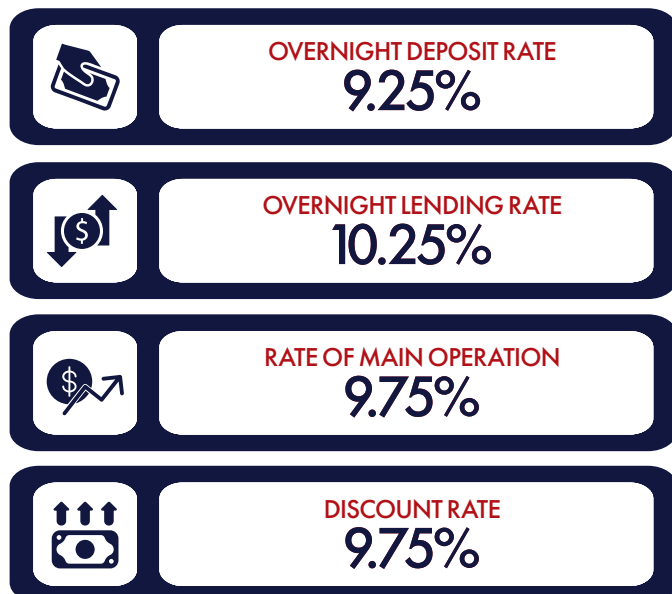 OVERNIGHT DEPOSIT RATE
9.25%
$
OVERNIGHT LENDING RATE
10.25%
$
RATE OF MAIN OPERATION
9.75%
DISCOUNT RATE
9.75%